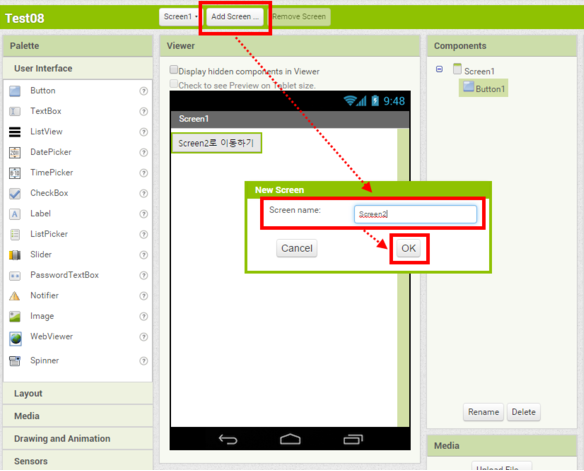 Test08
Screen1
Add Screen ...
Remove Screen
Palette
User Interface
Button
TextBox
ListView
DatePicker
TimePicker
CheckBox
Label
ListPicker
Slider
PasswordTextBox
Notifier
Image
WebViewer
Spinner
Layout
Media
Drawing and Animation
Sensors
Viewer
Display hidden components in Viewer
Check to see Preview on Tablet size.
9:48
Screen1
Screen2로 이동하기
New Screen
Screen name:
Screen2
Cancel
OK
Components
Screen1
Button1
Rename
Delete
Media
Upload File ...